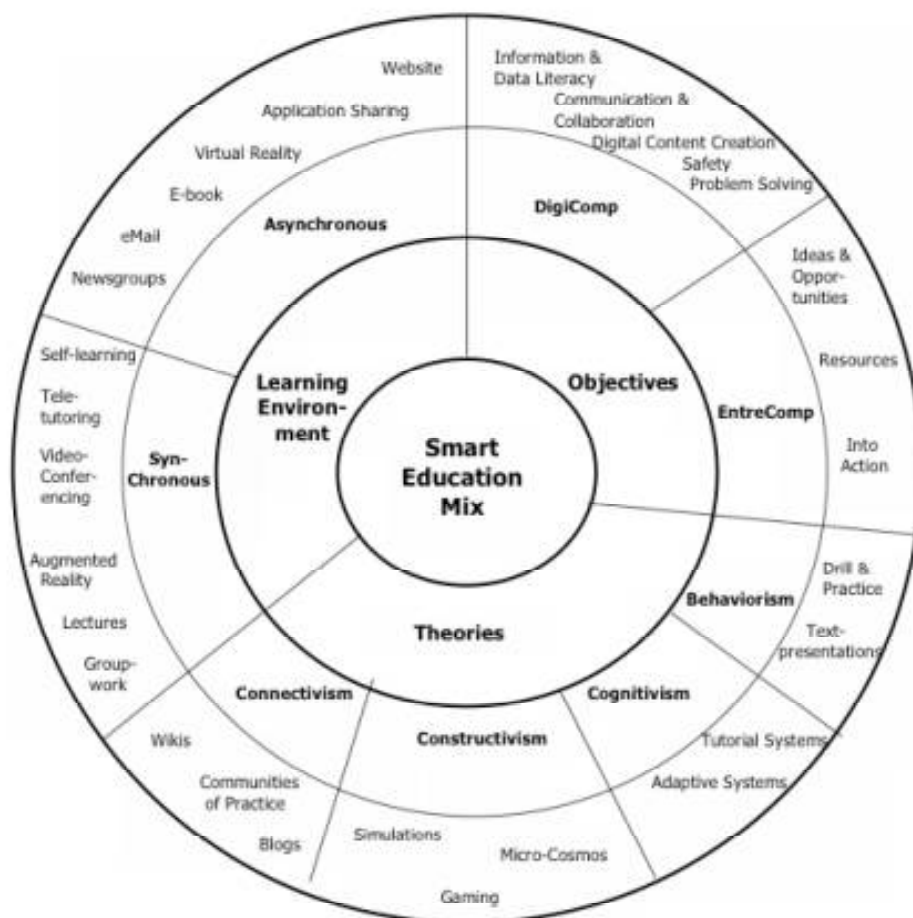 Website
Application Sharing
Virtual Reality
E-book
eMail
Newsgroups
Asynchronous
Information &
Data Literacy
Communication &
Collaboration
Digital Content Creation
Safety
Problem Solving
DigiComp
Ideas &
Oppor-
tunities
Resources
Into
Action
EntreComp
Objectives
Learning
Environ-
ment
Smart
Education
Mix
Self-learning
Tele-
tutoring
Video-
Confer-
encing
Augmented
Reality
Lectures
Group-
work
Syn-
Chronous
Theories
Behaviorism
Drill &
Practice
Text-
presentations
Cognitivism
Tutorial Systems
Adaptive Systems
Constructivism
Simulations
Micro-Cosmos
Gaming
Connectivism
Wikis
Communities
of Practice
Blogs